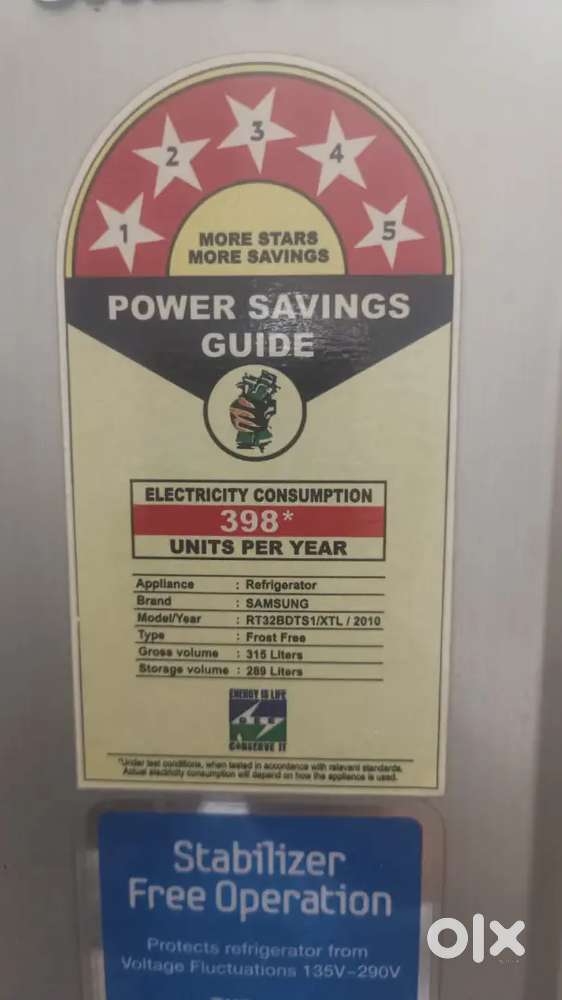 1 2 3 4 5
MORE STARS
MORE SAVINGS
POWER SAVINGS
GUIDE
ELECTRICITY CONSUMPTION
398*
UNITS PER YEAR
Appliance : Refrigerator
Brand : SAMSUNG
Model/Year : RT32BDTS1/XTL / 2010
Type : Frost Free
Gross volume : 315 Liters
Storage volume : 289 Liters
ENERGY IS LIFE
CONSERVE IT
*Under test conditions, when tested in accordance with relevant standards.
Actual electricity consumption will depend on how the appliance is used.
Stabilizer
Free Operation
Protects refrigerator from
Voltage Fluctuations 135V~290V
olx